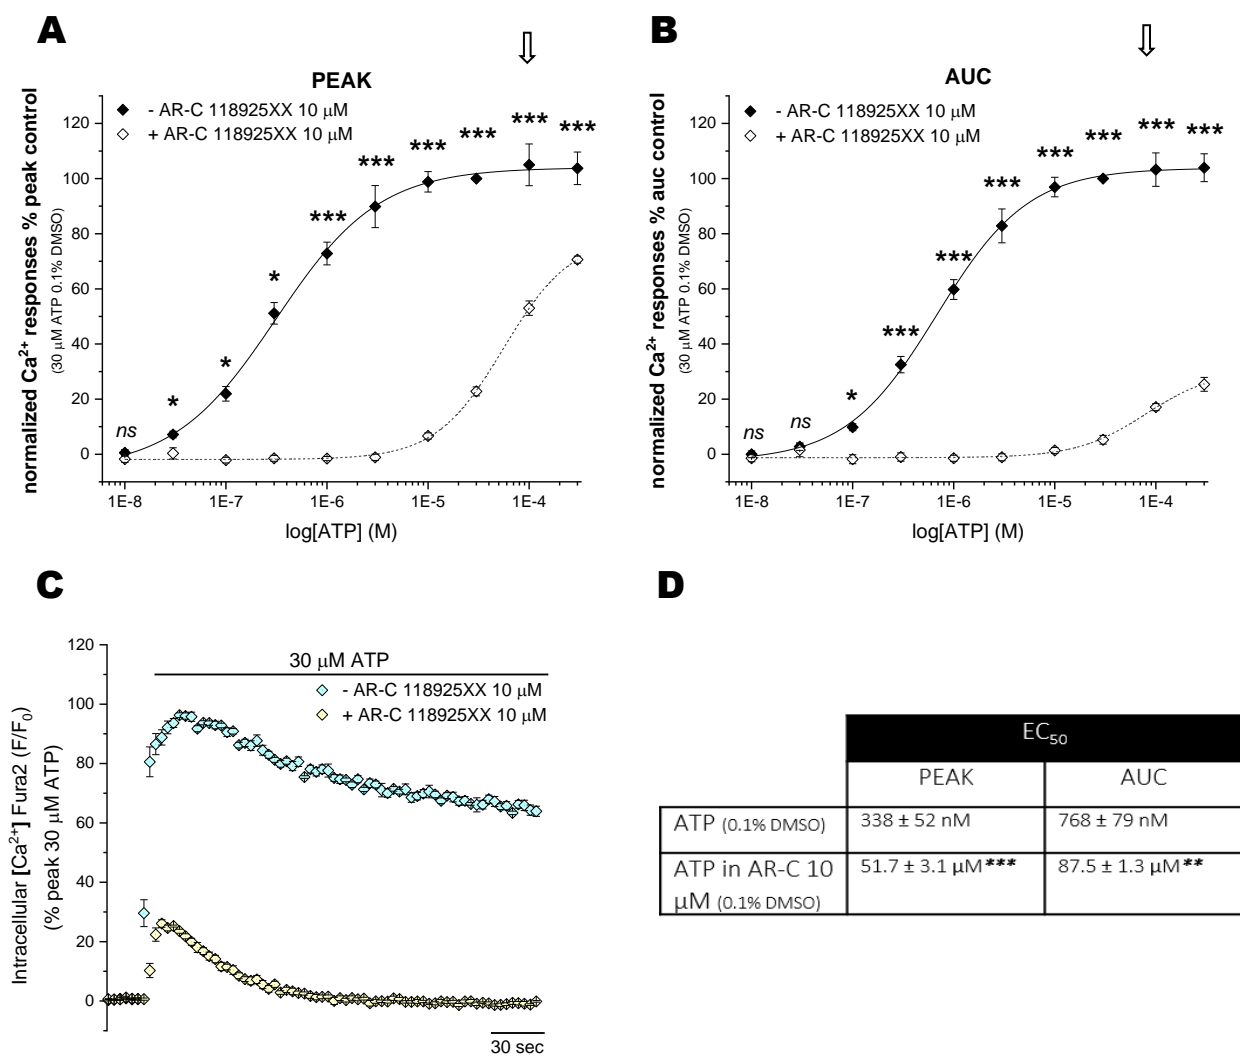 A
PEAK
- AR-C 118925XX 10 μM
+ AR-C 118925XX 10 μM
normalized Ca²⁺ responses % peak control
(30 μM ATP 0.1% DMSO)
120
100
80
60
40
20
0
ns
*
*
*
***
***
***
***
***
***
1E-8
1E-7
1E-6
1E-5
1E-4
log[ATP] (M)
B
AUC
- AR-C 118925XX 10 μM
+ AR-C 118925XX 10 μM
normalized Ca²⁺ responses % auc control
(30 μM ATP 0.1% DMSO)
120
100
80
60
40
20
0
ns
ns
*
***
***
***
***
***
***
***
1E-8
1E-7
1E-6
1E-5
1E-4
log[ATP] (M)
C
Intracellular [Ca²⁺] Fura2 (F/F₀)
(% peak 30 μM ATP)
120
100
80
60
40
20
0
30 μM ATP
- AR-C 118925XX 10 μM
+ AR-C 118925XX 10 μM
30 sec
D
EC₅₀
PEAK AUC
ATP (0.1% DMSO) 338 ± 52 nM 768 ± 79 nM
ATP in AR-C 10 51.7 ± 3.1 μM*** 87.5 ± 1.3 μM**
μM (0.1% DMSO)